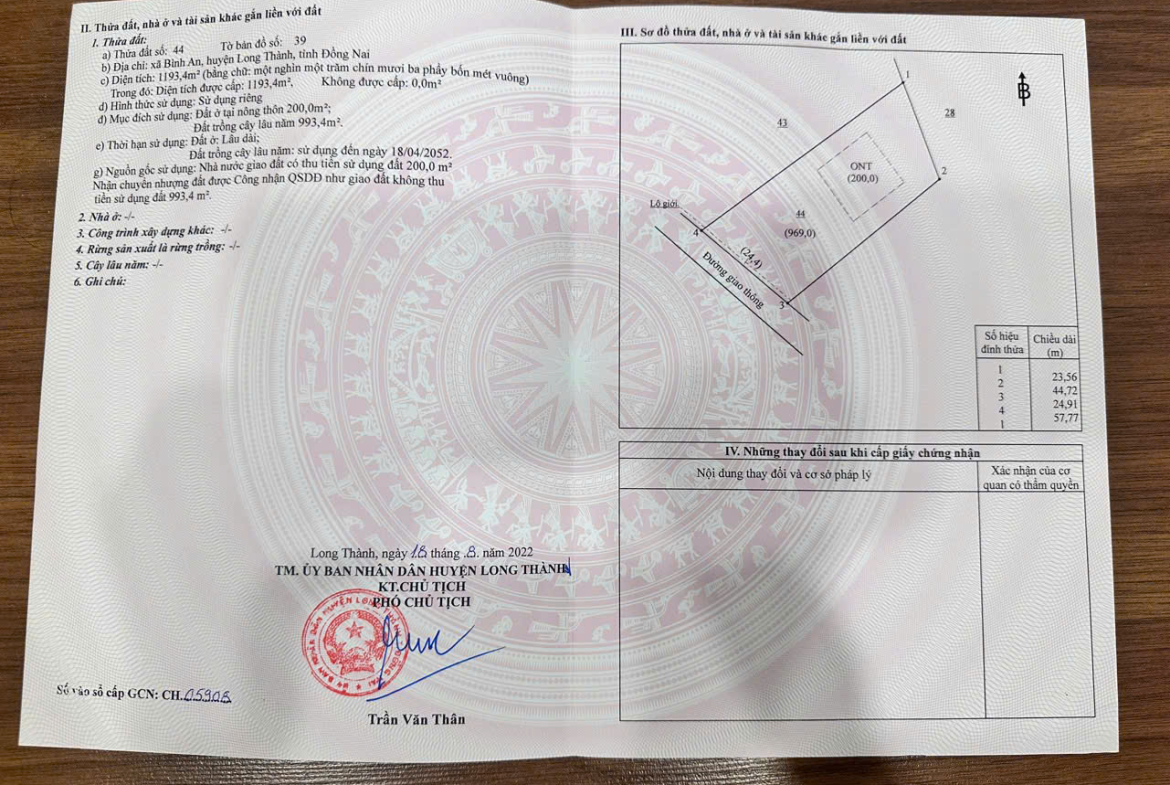 II. Thửa đất, nhà ở và tài sản khác gắn liền với đất
1. Thửa đất:
a) Thửa đất số: 44 Tờ bản đồ số: 39
b) Địa chỉ: xã Bình An, huyện Long Thành, tỉnh Đồng Nai
c) Diện tích: 1193,4m² (bằng chữ: một nghìn một trăm chín mươi ba phẩy bốn mét vuông)
Trong đó: Diện tích được cấp: 1193,4m², Không được cấp: 0,0m²
d) Hình thức sử dụng: Sử dụng riêng
đ) Mục đích sử dụng: Đất ở tại nông thôn 200,0m²;
Đất trồng cây lâu năm 993,4m².
e) Thời hạn sử dụng: Đất ở: Lâu dài;
Đất trồng cây lâu năm: sử dụng đến ngày 18/04/2052.
g) Nguồn gốc sử dụng: Nhà nước giao đất có thu tiền sử dụng đất 200,0 m²
Nhận chuyển nhượng đất được Công nhận QSDĐ như giao đất không thu
tiền sử dụng đất 993,4 m².
2. Nhà ở: -/-
3. Công trình xây dựng khác: -/-
4. Rừng sản xuất là rừng trồng: -/-
5. Cây lâu năm: -/-
6. Ghi chú:
Long Thành, ngày 18 tháng .8. năm 2022
TM. ỦY BAN NHÂN DÂN HUYỆN LONG THÀNH
KT.CHỦ TỊCH
PHÓ CHỦ TỊCH
Trần Văn Thân
Số vào sổ cấp GCN: CH.05908
III. Sơ đồ thửa đất, nhà ở và tài sản khác gắn liền với đất
1
B
43
28
ONT
(200,0)
2
Lộ giới
44
(969,0)
4
(24,4)
Đường giao thông
3
Số hiệu đỉnh thửa Chiều dài (m)
1
23,56
2
44,72
3
24,91
4
57,77
1
IV. Những thay đổi sau khi cấp giấy chứng nhận
Nội dung thay đổi và cơ sở pháp lý
Xác nhận của cơ
quan có thẩm quyền